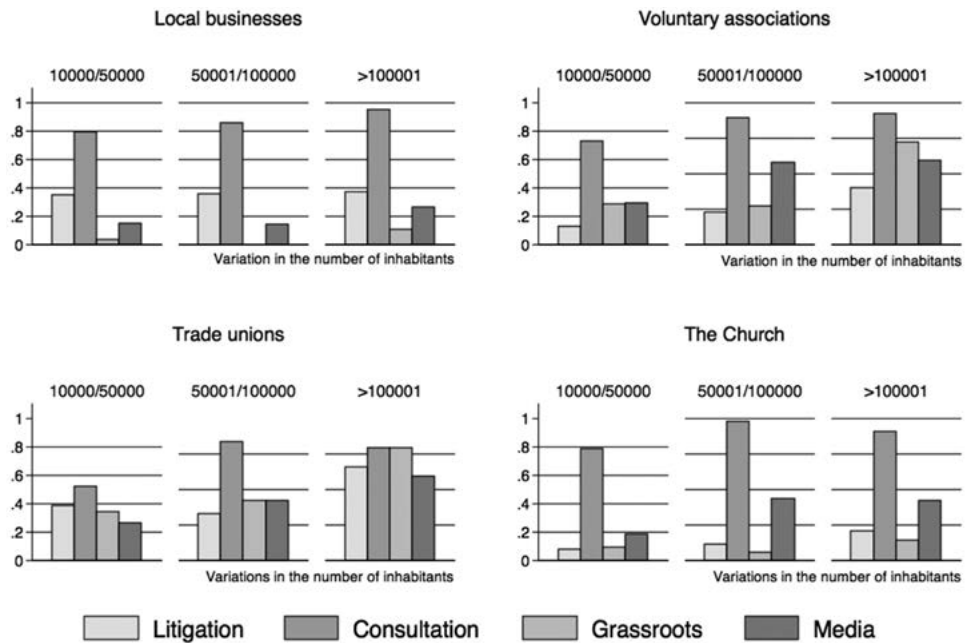 Local businesses
10000/50000 50001/100000 >100001
1
.8
.6
.4
.2
0
Variation in the number of inhabitants
Voluntary associations
10000/50000 50001/100000 >100001
1
.8
.6
.4
.2
0
Variation in the number of inhabitants
Trade unions
10000/50000 50001/100000 >100001
1
.8
.6
.4
.2
0
Variations in the number of inhabitants
The Church
10000/50000 50001/100000 >100001
1
.8
.6
.4
.2
0
Variations in the number of inhabitants
Litigation Consultation Grassroots Media